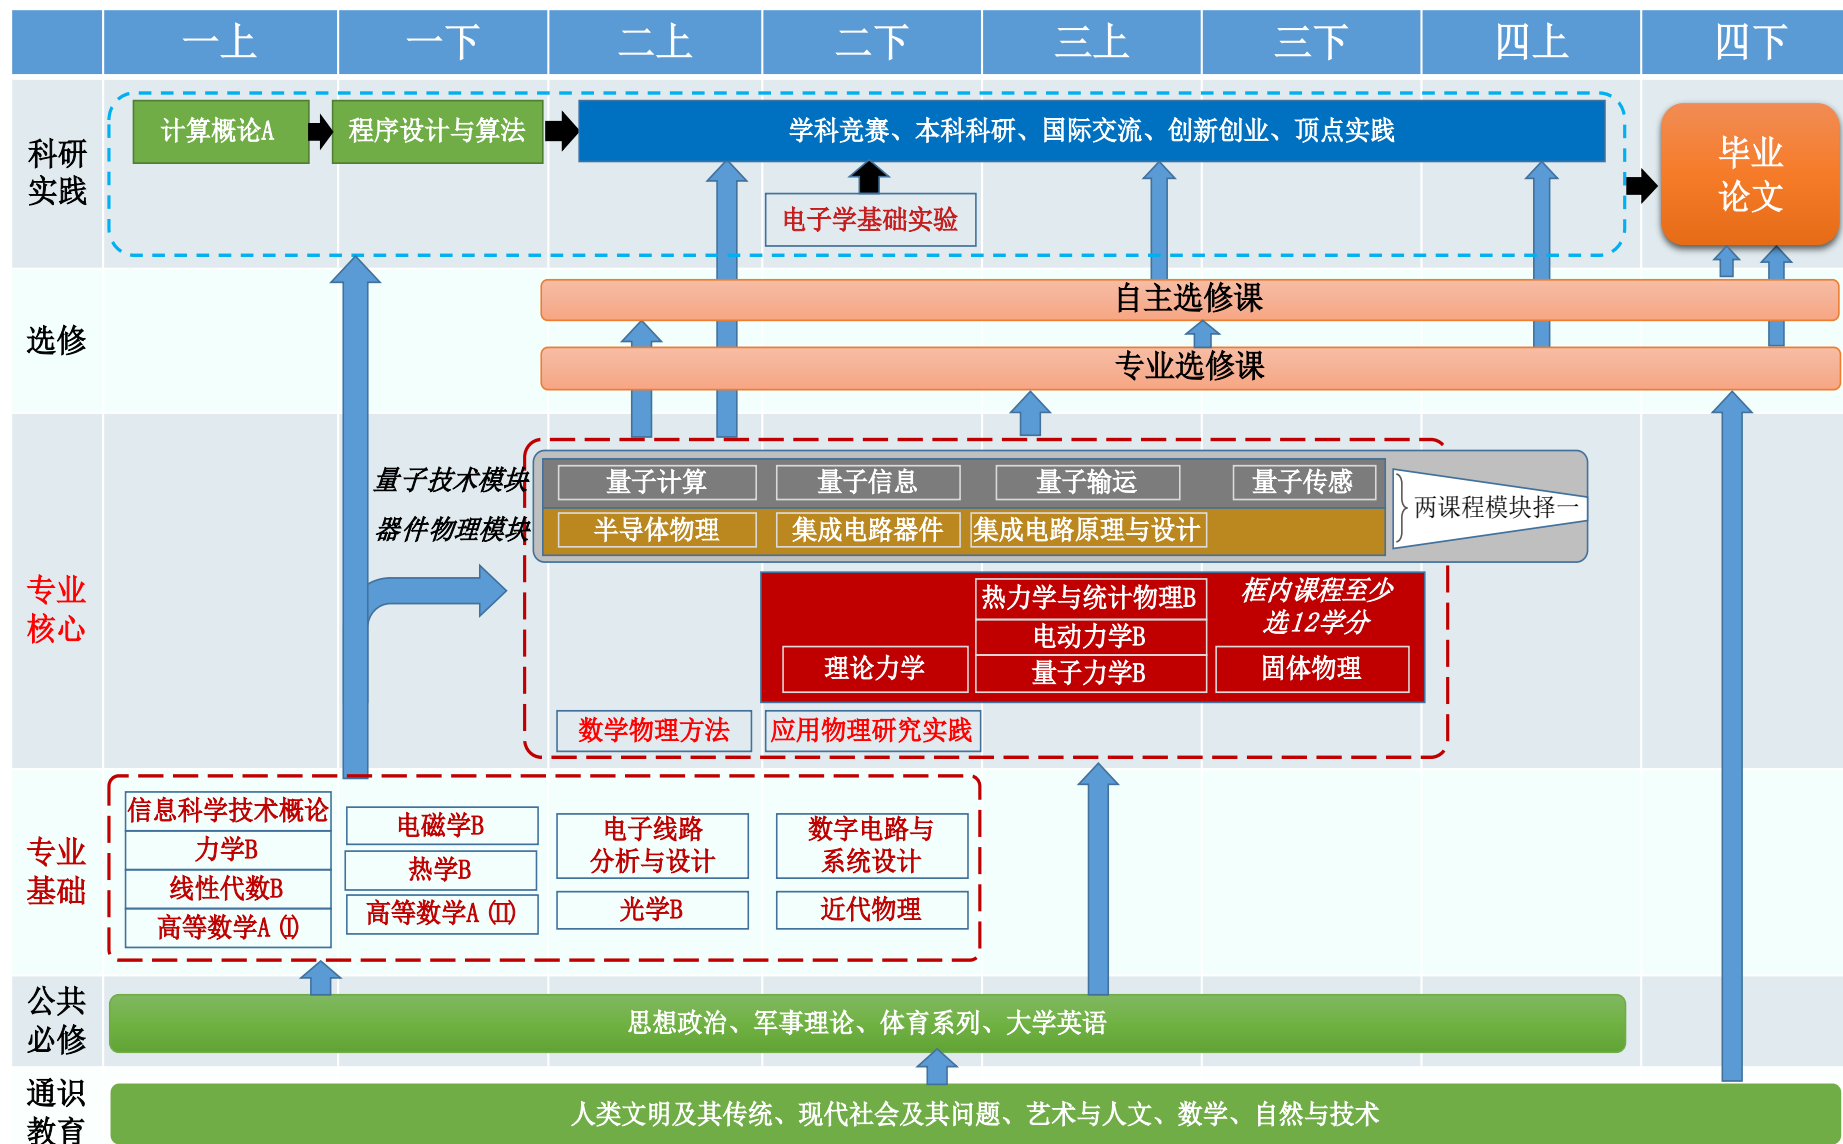 一上
一下
二上
二下
三上
三下
四上
四下
科研
实践
计算概论A
程序设计与算法
学科竞赛、本科科研、国际交流、创新创业、顶点实践
电子学基础实验
毕业
论文
选修
自主选修课
专业选修课
专业
核心
量子技术模块
量子计算
量子信息
量子输运
量子传感
器件物理模块
半导体物理
集成电路器件
集成电路原理与设计
两课程模块择一
热力学与统计物理B
电动力学B
理论力学
量子力学B
框内课程至少
选12学分
固体物理
数学物理方法
应用物理研究实践
专业
基础
信息科学技术概论
力学B
线性代数B
高等数学A (I)
电磁学B
热学B
高等数学A (II)
电子线路
分析与设计
光学B
数字电路与
系统设计
近代物理
公共
必修
思想政治、军事理论、体育系列、大学英语
通识
教育
人类文明及其传统、现代社会及其问题、艺术与人文、数学、自然与技术